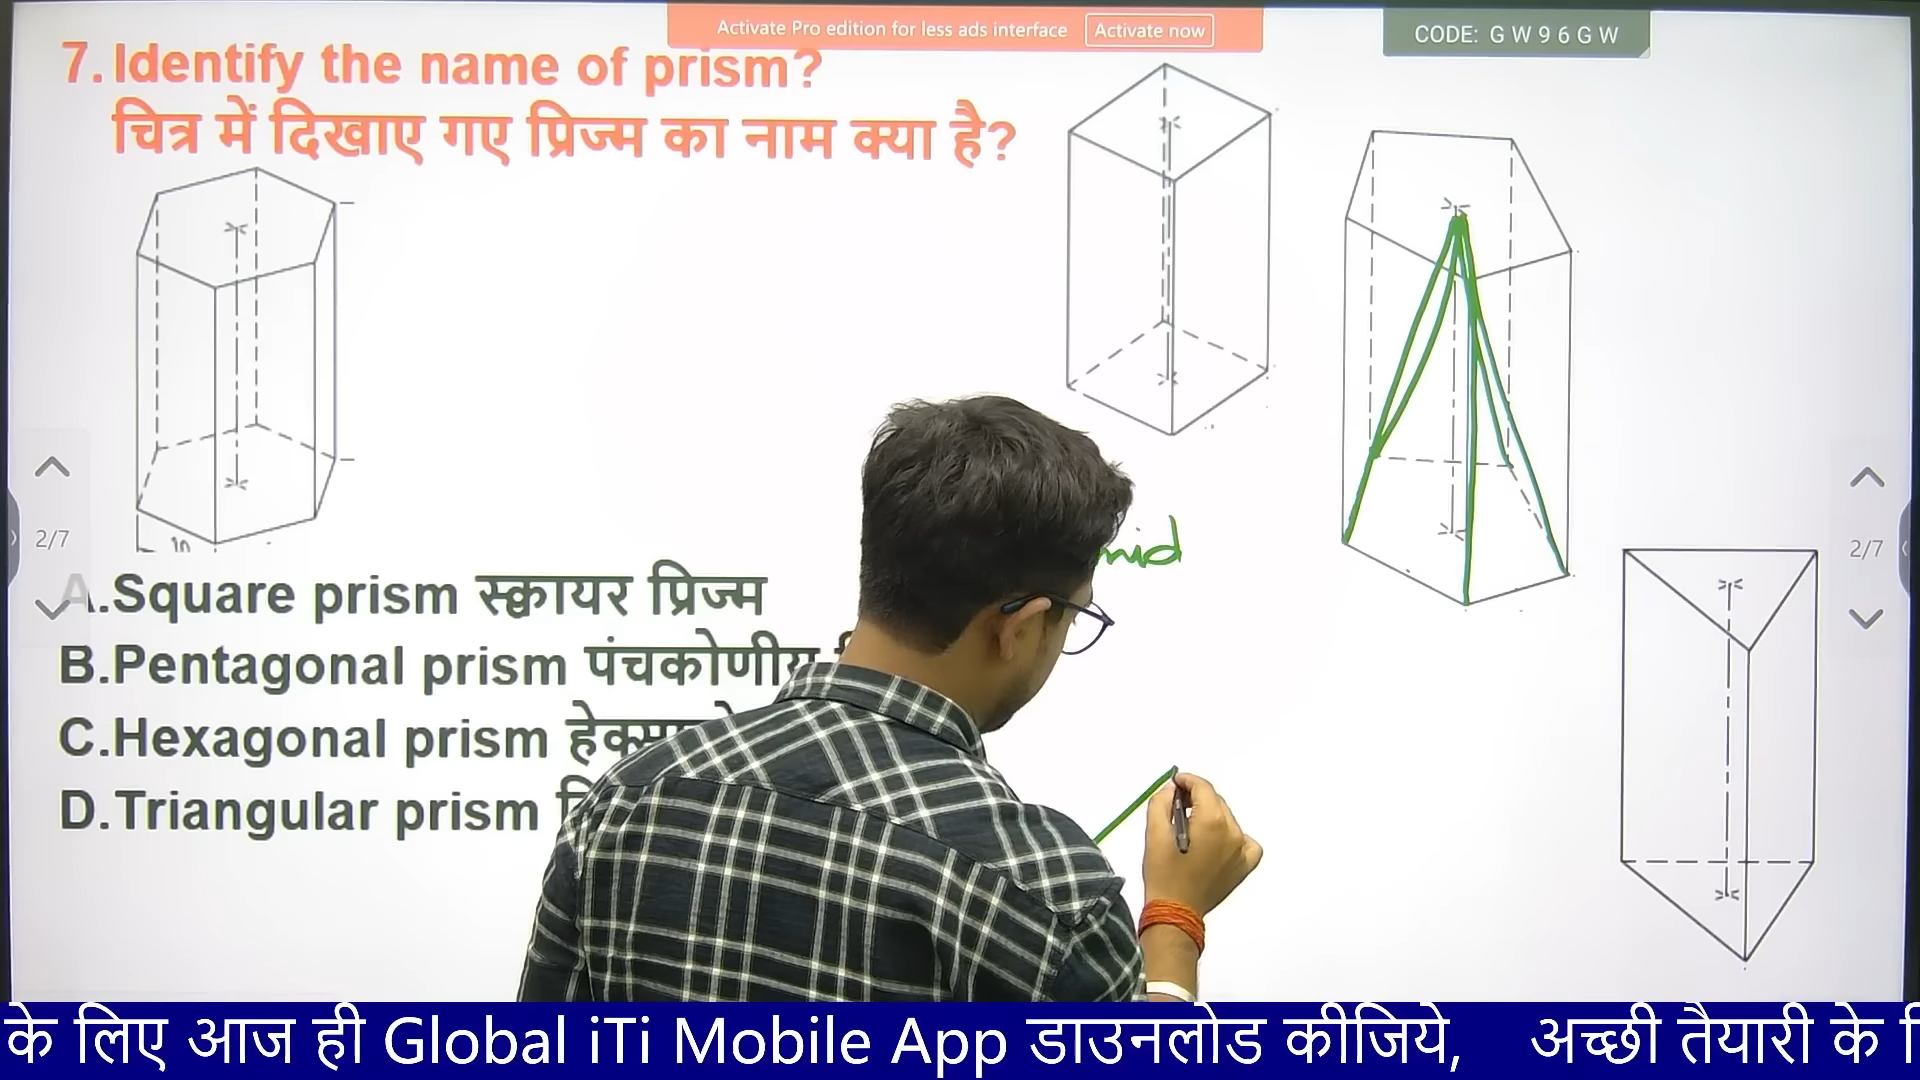 Activate Pro edition for less ads interface Activate now
CODE: G W 9 6 G W
7. Identify the name of prism?
चित्र में दिखाए गए प्रिज्म का नाम क्या है?
10
2/7
2/7
A.Square prism स्क्वायर प्रिज्म
B.Pentagonal prism पंचकोणीय
C.Hexagonal prism
D.Triangular prism
के लिए आज ही Global iTi Mobile App डाउनलोड कीजिये, अच्छी तैयारी के